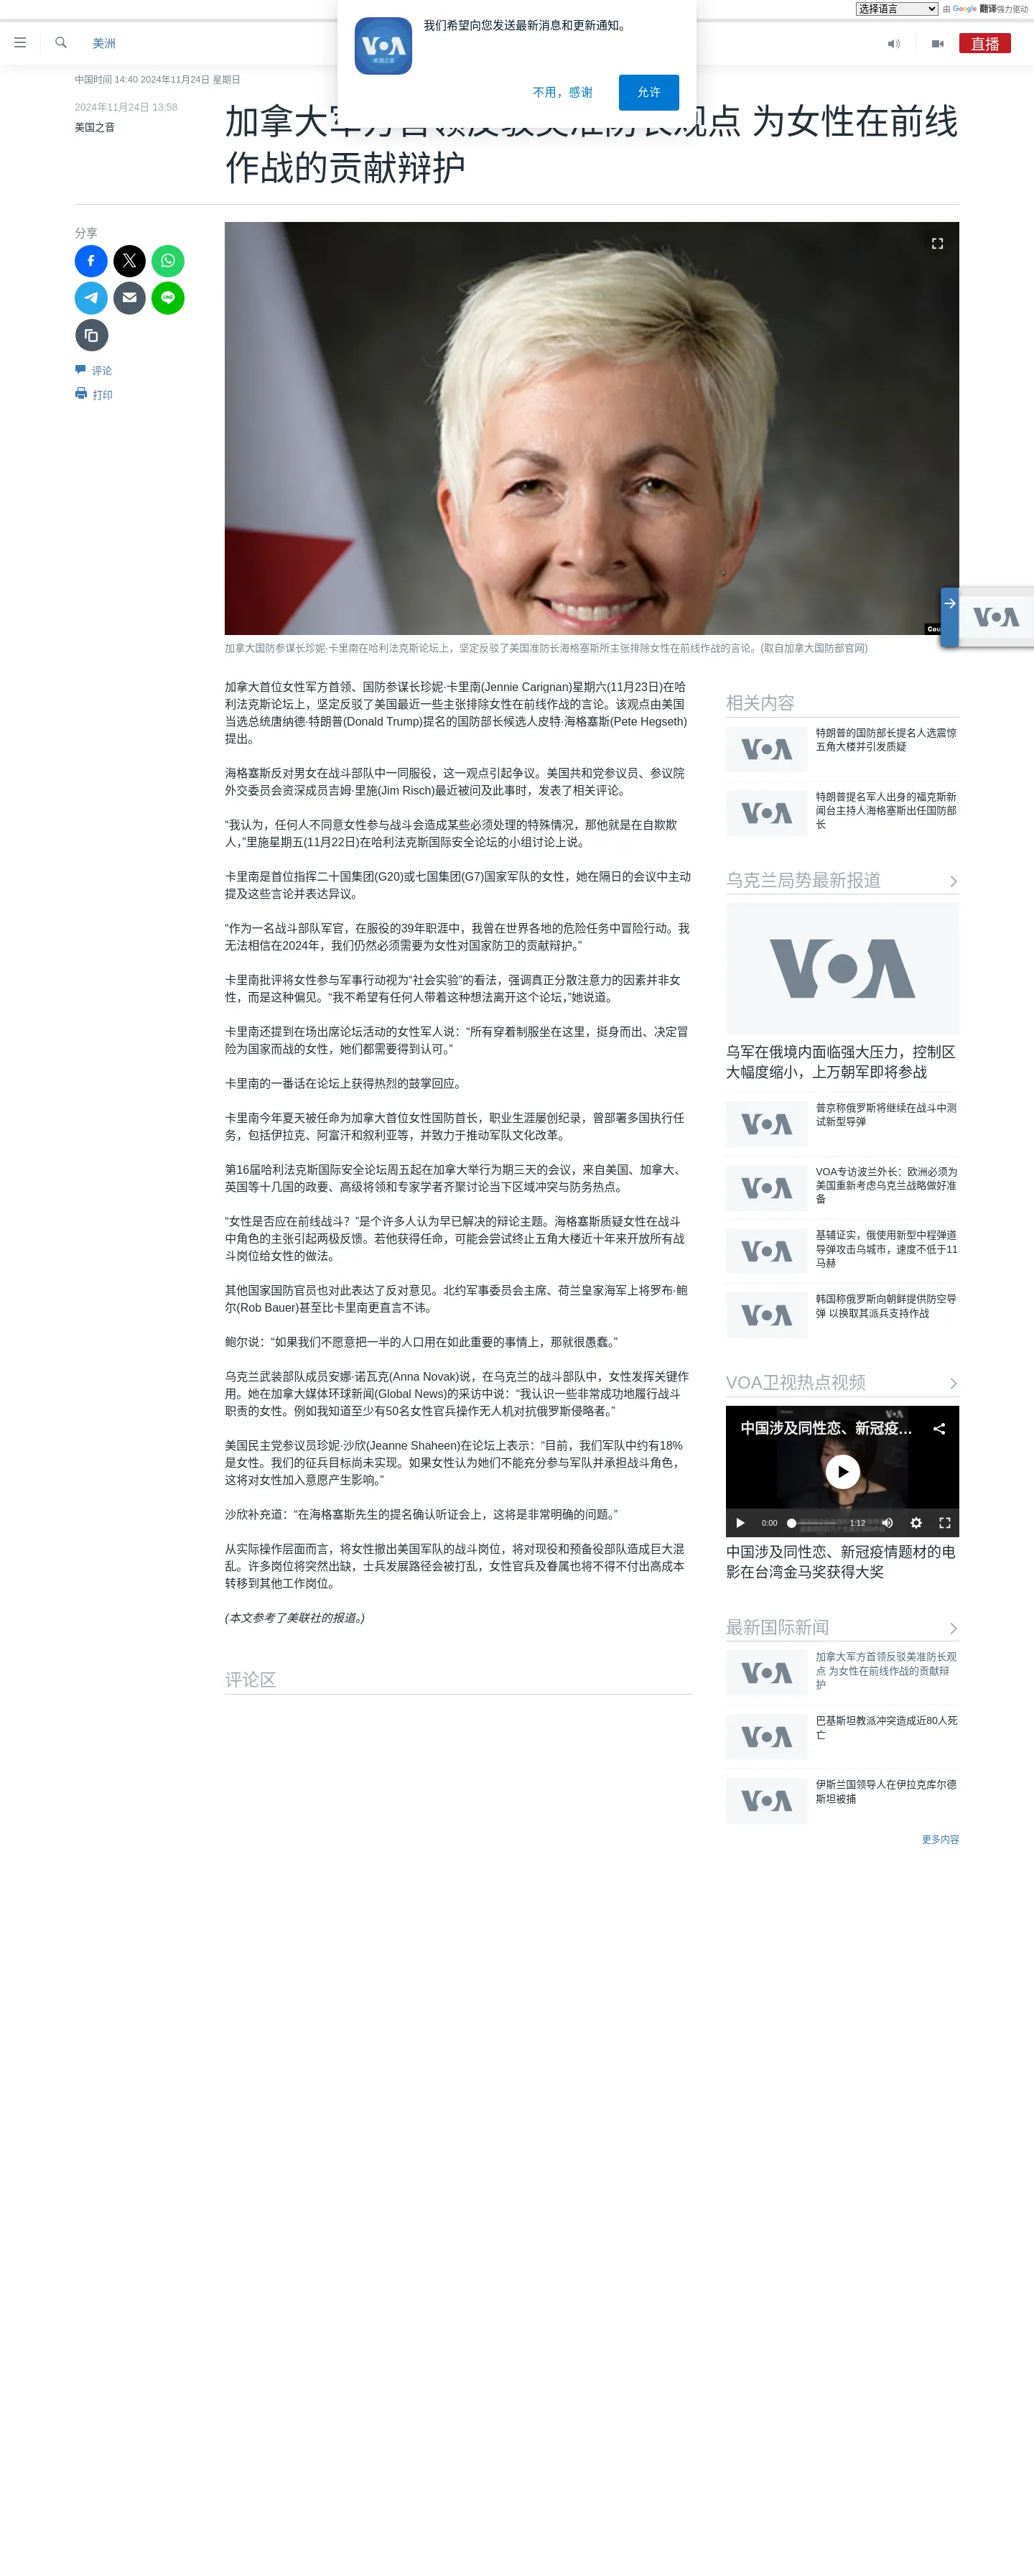 选择语言
由 Google 翻译强力驱动
我们希望向您发送最新消息和更新通知。
VOA
美国之音
不用，感谢
允许
美洲
直播
中国时间 14:40 2024年11月24日 星期日
2024年11月24日 13:58
美国之音
加拿大军方首领反驳美准防长观点 为女性在前线
作战的贡献辩护
分享
LINE
评论
打印
Cou
VOA
加拿大国防参谋长珍妮·卡里南在哈利法克斯论坛上，坚定反驳了美国准防长海格塞斯所主张排除女性在前线作战的言论。(取自加拿大国防部官网)
加拿大首位女性军方首领、国防参谋长珍妮·卡里南(Jennie Carignan)星期六(11月23日)在哈
利法克斯论坛上，坚定反驳了美国最近一些主张排除女性在前线作战的言论。该观点由美国
当选总统唐纳德·特朗普(Donald Trump)提名的国防部长候选人皮特·海格塞斯(Pete Hegseth)
提出。
海格塞斯反对男女在战斗部队中一同服役，这一观点引起争议。美国共和党参议员、参议院
外交委员会资深成员吉姆·里施(Jim Risch)最近被问及此事时，发表了相关评论。
“我认为，任何人不同意女性参与战斗会造成某些必须处理的特殊情况，那他就是在自欺欺
人，”里施星期五(11月22日)在哈利法克斯国际安全论坛的小组讨论上说。
卡里南是首位指挥二十国集团(G20)或七国集团(G7)国家军队的女性，她在隔日的会议中主动
提及这些言论并表达异议。
“作为一名战斗部队军官，在服役的39年职涯中，我曾在世界各地的危险任务中冒险行动。我
无法相信在2024年，我们仍然必须需要为女性对国家防卫的贡献辩护。”
卡里南批评将女性参与军事行动视为“社会实验”的看法，强调真正分散注意力的因素并非女
性，而是这种偏见。“我不希望有任何人带着这种想法离开这个论坛，”她说道。
卡里南还提到在场出席论坛活动的女性军人说：“所有穿着制服坐在这里，挺身而出、决定冒
险为国家而战的女性，她们都需要得到认可。”
卡里南的一番话在论坛上获得热烈的鼓掌回应。
卡里南今年夏天被任命为加拿大首位女性国防首长，职业生涯屡创纪录，曾部署多国执行任
务，包括伊拉克、阿富汗和叙利亚等，并致力于推动军队文化改革。
第16届哈利法克斯国际安全论坛周五起在加拿大举行为期三天的会议，来自美国、加拿大、
英国等十几国的政要、高级将领和专家学者齐聚讨论当下区域冲突与防务热点。
“女性是否应在前线战斗？”是个许多人认为早已解决的辩论主题。海格塞斯质疑女性在战斗
中角色的主张引起两极反馈。若他获得任命，可能会尝试终止五角大楼近十年来开放所有战
斗岗位给女性的做法。
其他国家国防官员也对此表达了反对意见。北约军事委员会主席、荷兰皇家海军上将罗布·鲍
尔(Rob Bauer)甚至比卡里南更直言不讳。
鲍尔说：“如果我们不愿意把一半的人口用在如此重要的事情上，那就很愚蠢。”
乌克兰武装部队成员安娜·诺瓦克(Anna Novak)说，在乌克兰的战斗部队中，女性发挥关键作
用。她在加拿大媒体环球新闻(Global News)的采访中说：“我认识一些非常成功地履行战斗
职责的女性。例如我知道至少有50名女性官兵操作无人机对抗俄罗斯侵略者。”
美国民主党参议员珍妮·沙欣(Jeanne Shaheen)在论坛上表示：“目前，我们军队中约有18%
是女性。我们的征兵目标尚未实现。如果女性认为她们不能充分参与军队并承担战斗角色，
这将对女性加入意愿产生影响。”
沙欣补充道：“在海格塞斯先生的提名确认听证会上，这将是非常明确的问题。”
从实际操作层面而言，将女性撤出美国军队的战斗岗位，将对现役和预备役部队造成巨大混
乱。许多岗位将突然出缺，士兵发展路径会被打乱，女性官兵及眷属也将不得不付出高成本
转移到其他工作岗位。
(本文参考了美联社的报道。)
评论区
相关内容
VOA
特朗普的国防部长提名人选震惊
五角大楼并引发质疑
VOA
特朗普提名军人出身的福克斯新
闻台主持人海格塞斯出任国防部
长
乌克兰局势最新报道
VOA
乌军在俄境内面临强大压力，控制区
大幅度缩小，上万朝军即将参战
VOA
普京称俄罗斯将继续在战斗中测
试新型导弹
VOA
VOA专访波兰外长：欧洲必须为
美国重新考虑乌克兰战略做好准
备
VOA
基辅证实，俄使用新型中程弹道
导弹攻击乌城市，速度不低于11
马赫
VOA
韩国称俄罗斯向朝鲜提供防空导
弹 以换取其派兵支持作战
VOA卫视热点视频
VOA
中国涉及同性恋、新冠疫...
0:00
1:12
中国涉及同性恋、新冠疫情题材的电
影在台湾金马奖获得大奖
最新国际新闻
VOA
加拿大军方首领反驳美准防长观
点 为女性在前线作战的贡献辩
护
VOA
巴基斯坦教派冲突造成近80人死
亡
VOA
伊斯兰国领导人在伊拉克库尔德
斯坦被捕
更多内容